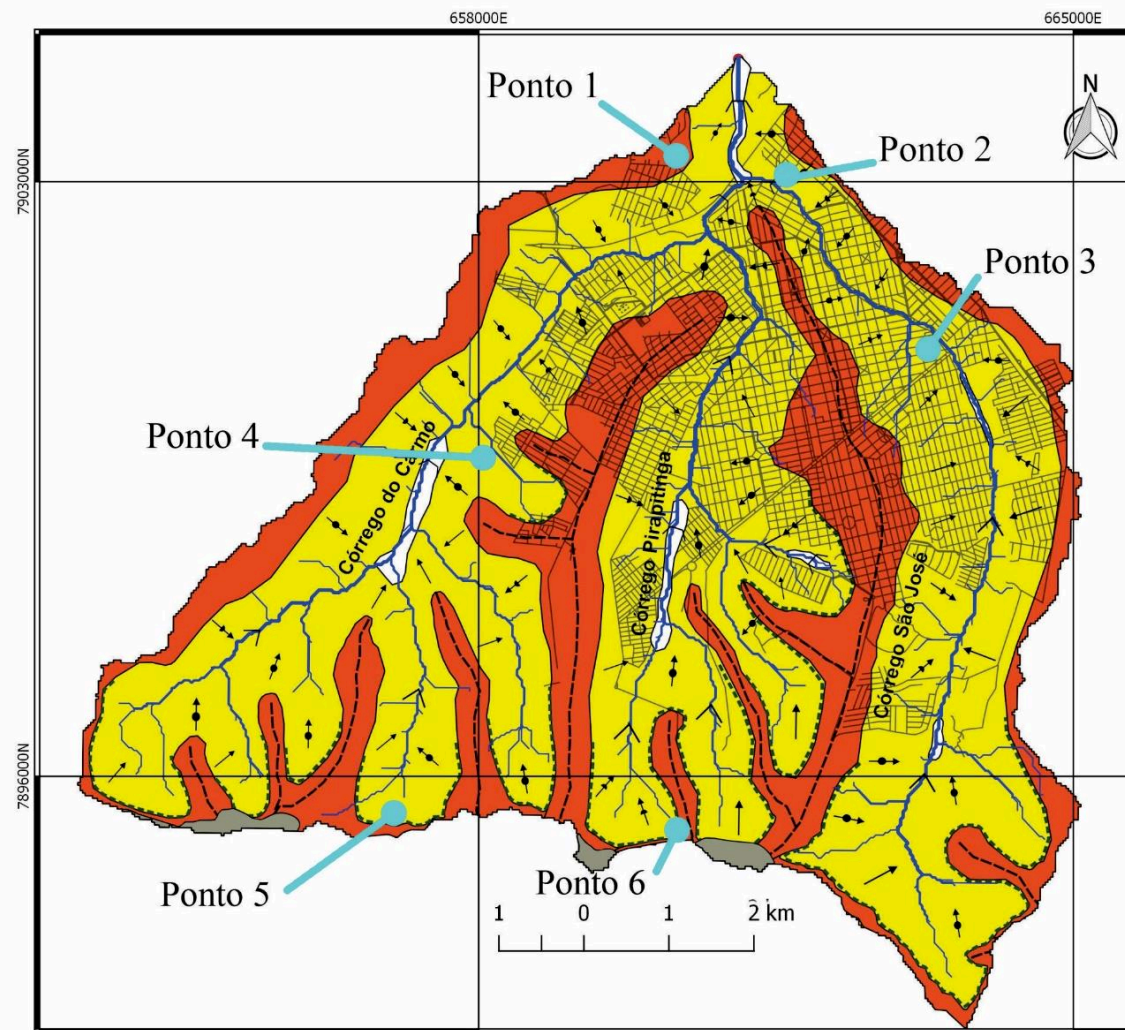 658000E
665000E
Ponto 1
N
Ponto 2
7903000N
Ponto 3
Ponto 4
Córrego do Carmo
Córrego Pirapitinga
Córrego São José
7896000N
Ponto 5
Ponto 6
1 0 1 2 km